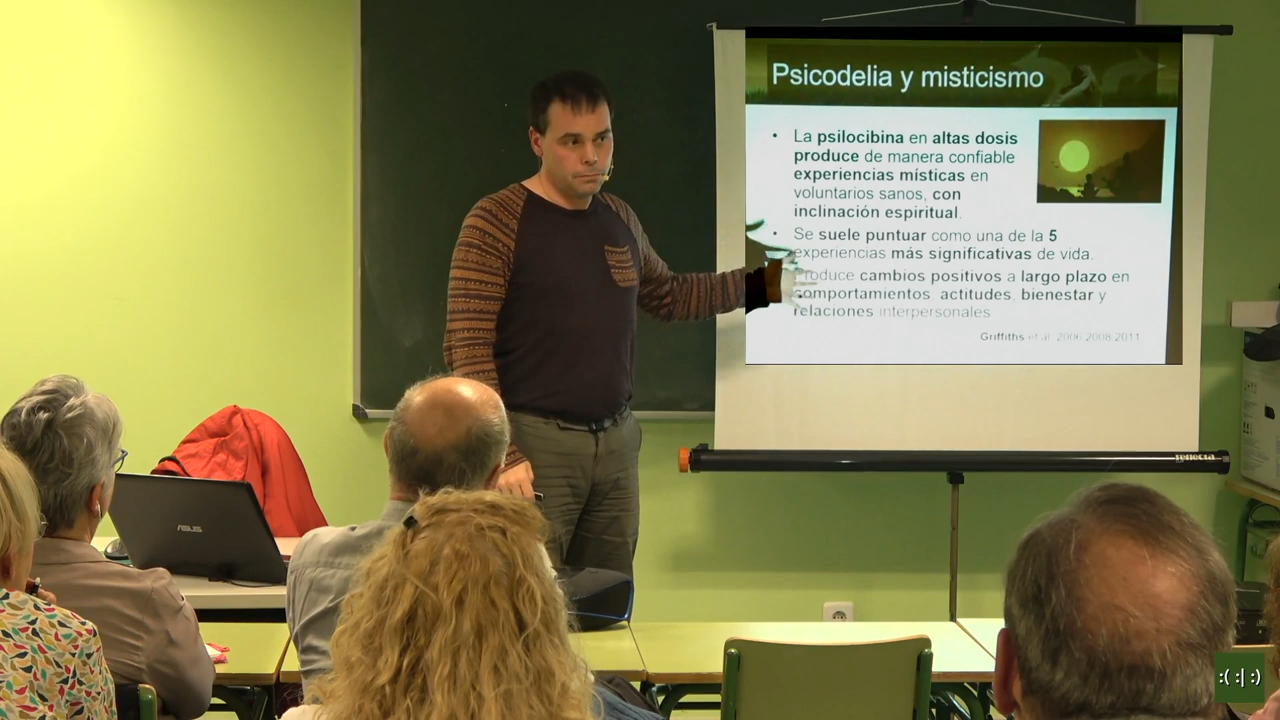 Psicodelia y misticismo
• La psilocibina en altas dosis
produce de manera confiable
experiencias místicas en
voluntarios sanos, con
inclinación espiritual.
• Se suele puntuar como una de la 5
experiencias más significativas de vida.
Produce cambios positivos a largo plazo en
comportamientos, actitudes, bienestar y
relaciones interpersonales
Griffiths et al. 2006,2008,2011
ASUS
reflecta
:( :| :)